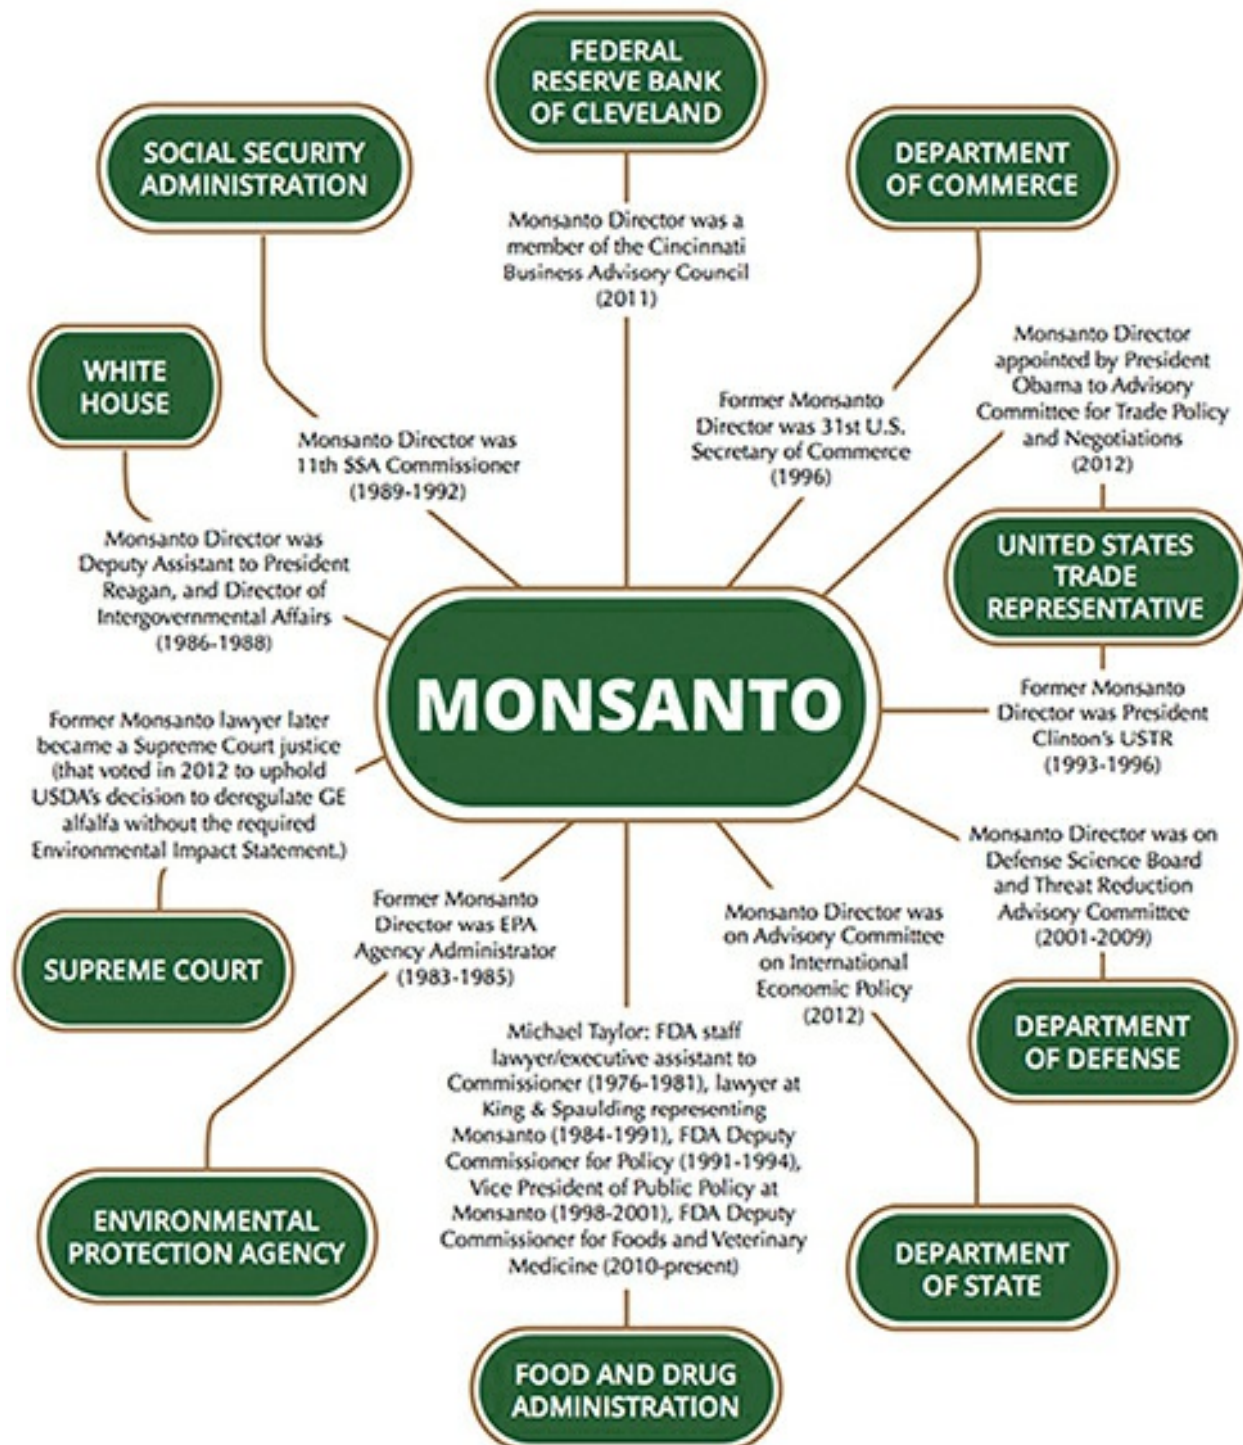 FEDERAL
RESERVE BANK
OF CLEVELAND
SOCIAL SECURITY
ADMINISTRATION
DEPARTMENT
OF COMMERCE
Monsanto Director was a
member of the Cincinnati
Business Advisory Council
(2011)
WHITE
HOUSE
Monsanto Director
appointed by President
Obama to Advisory
Committee for Trade Policy
and Negotiations
(2012)
Former Monsanto
Director was 31st U.S.
Secretary of Commerce
(1996)
Monsanto Director was
11th SSA Commissioner
(1989-1992)
Monsanto Director was
Deputy Assistant to President
Reagan, and Director of
Intergovernmental Affairs
(1986-1988)
UNITED STATES
TRADE
REPRESENTATIVE
MONSANTO
Former Monsanto
Director was President
Clinton's USTR
(1993-1996)
Former Monsanto lawyer later
became a Supreme Court justice
(that voted in 2012 to uphold
USDA's decision to deregulate GE
alfalfa without the required
Environmental Impact Statement.)
Monsanto Director was on
Defense Science Board
and Threat Reduction
Advisory Committee
(2001-2009)
Former Monsanto
Director was EPA
Agency Administrator
(1983-1985)
Monsanto Director was
on Advisory Committee
on International
Economic Policy
(2012)
SUPREME COURT
DEPARTMENT
OF DEFENSE
Michael Taylor: FDA staff
lawyer/executive assistant to
Commissioner (1976-1981), lawyer at
King & Spaulding representing
Monsanto (1984-1991), FDA Deputy
Commissioner for Policy (1991-1994),
Vice President of Public Policy at
Monsanto (1998-2001), FDA Deputy
Commissioner for Foods and Veterinary
Medicine (2010-present)
ENVIRONMENTAL
PROTECTION AGENCY
DEPARTMENT
OF STATE
FOOD AND DRUG
ADMINISTRATION